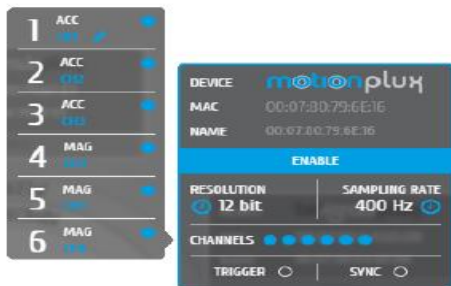 1 ACC
2 ACC
CH2
3 ACC
CH3
4 MAG
5 MAG
6 MAG
DEVICE motionplux
MAC 00:07:80:79:6E:16
NAME 00:07:80:79:6E:16
ENABLE
RESOLUTION SAMPLING RATE
12 bit 400 Hz
CHANNELS
TRIGGER SYNC